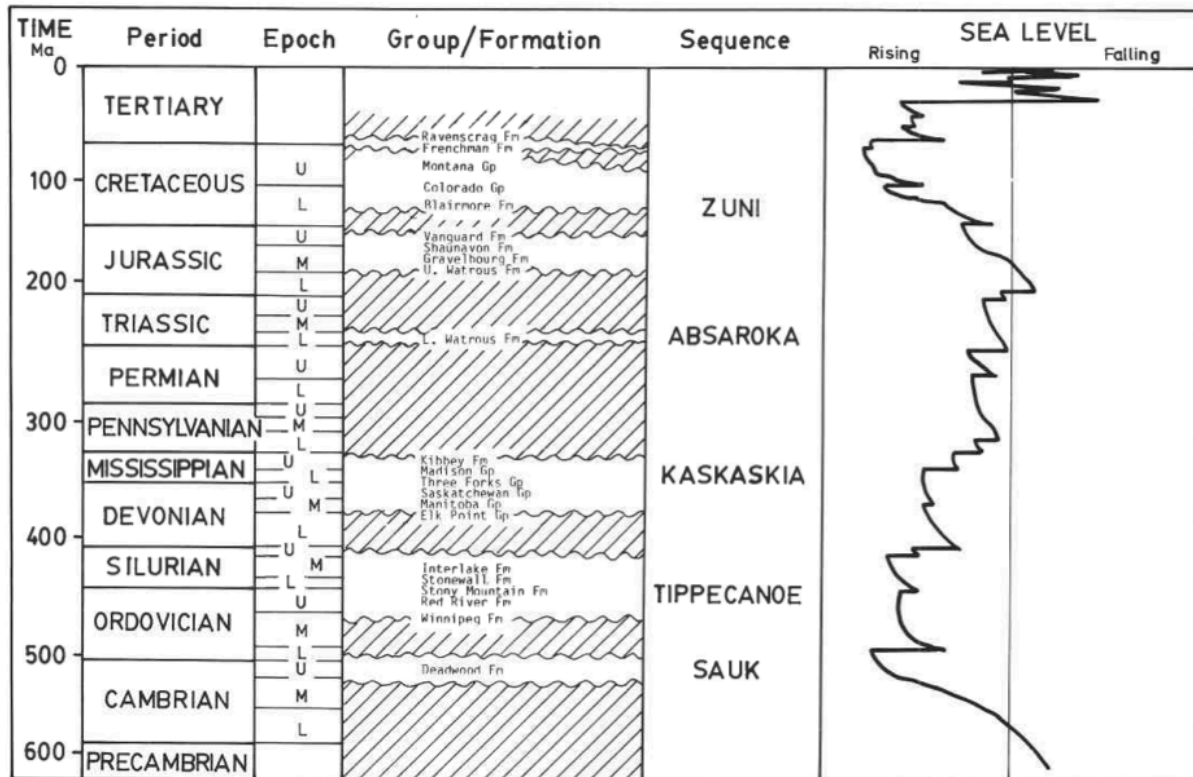 TIME Ma Period Epoch Group/Formation Sequence SEA LEVEL
Rising Falling
0
TERTIARY
Ravenscrag Fm
Frenchman Fm
U Montana Gp
100 CRETACEOUS
Colorado Gp
L Blairmore Fm ZUNI
U Vanguard Fm
Shaunavon Fm
JURASSIC M Gravelbourg Fm
U. Watrous Fm
200 L
U
TRIASSIC M ABSAROKA
L L. Watrous Fm
PERMIAN U
L
U
300 PENNSYLVANIAN M
L
MISSISSIPPIAN U Kibbey Fm
Madison Gp KASKASKIA
L Three Forks Gp
U Saskatchewan Gp
DEVONIAN M Manitoba Gp
Elk Point Gp
400 L
U
SILURIAN M Interlake Fm
L Stonewall Fm
Stony Mountain Fm TIPPECANOE
U Red River Fm
ORDOVICIAN Winnipeg Fm
M
500 L
U Deadwood Fm SAUK
CAMBRIAN M
L
600 PRECAMBRIAN